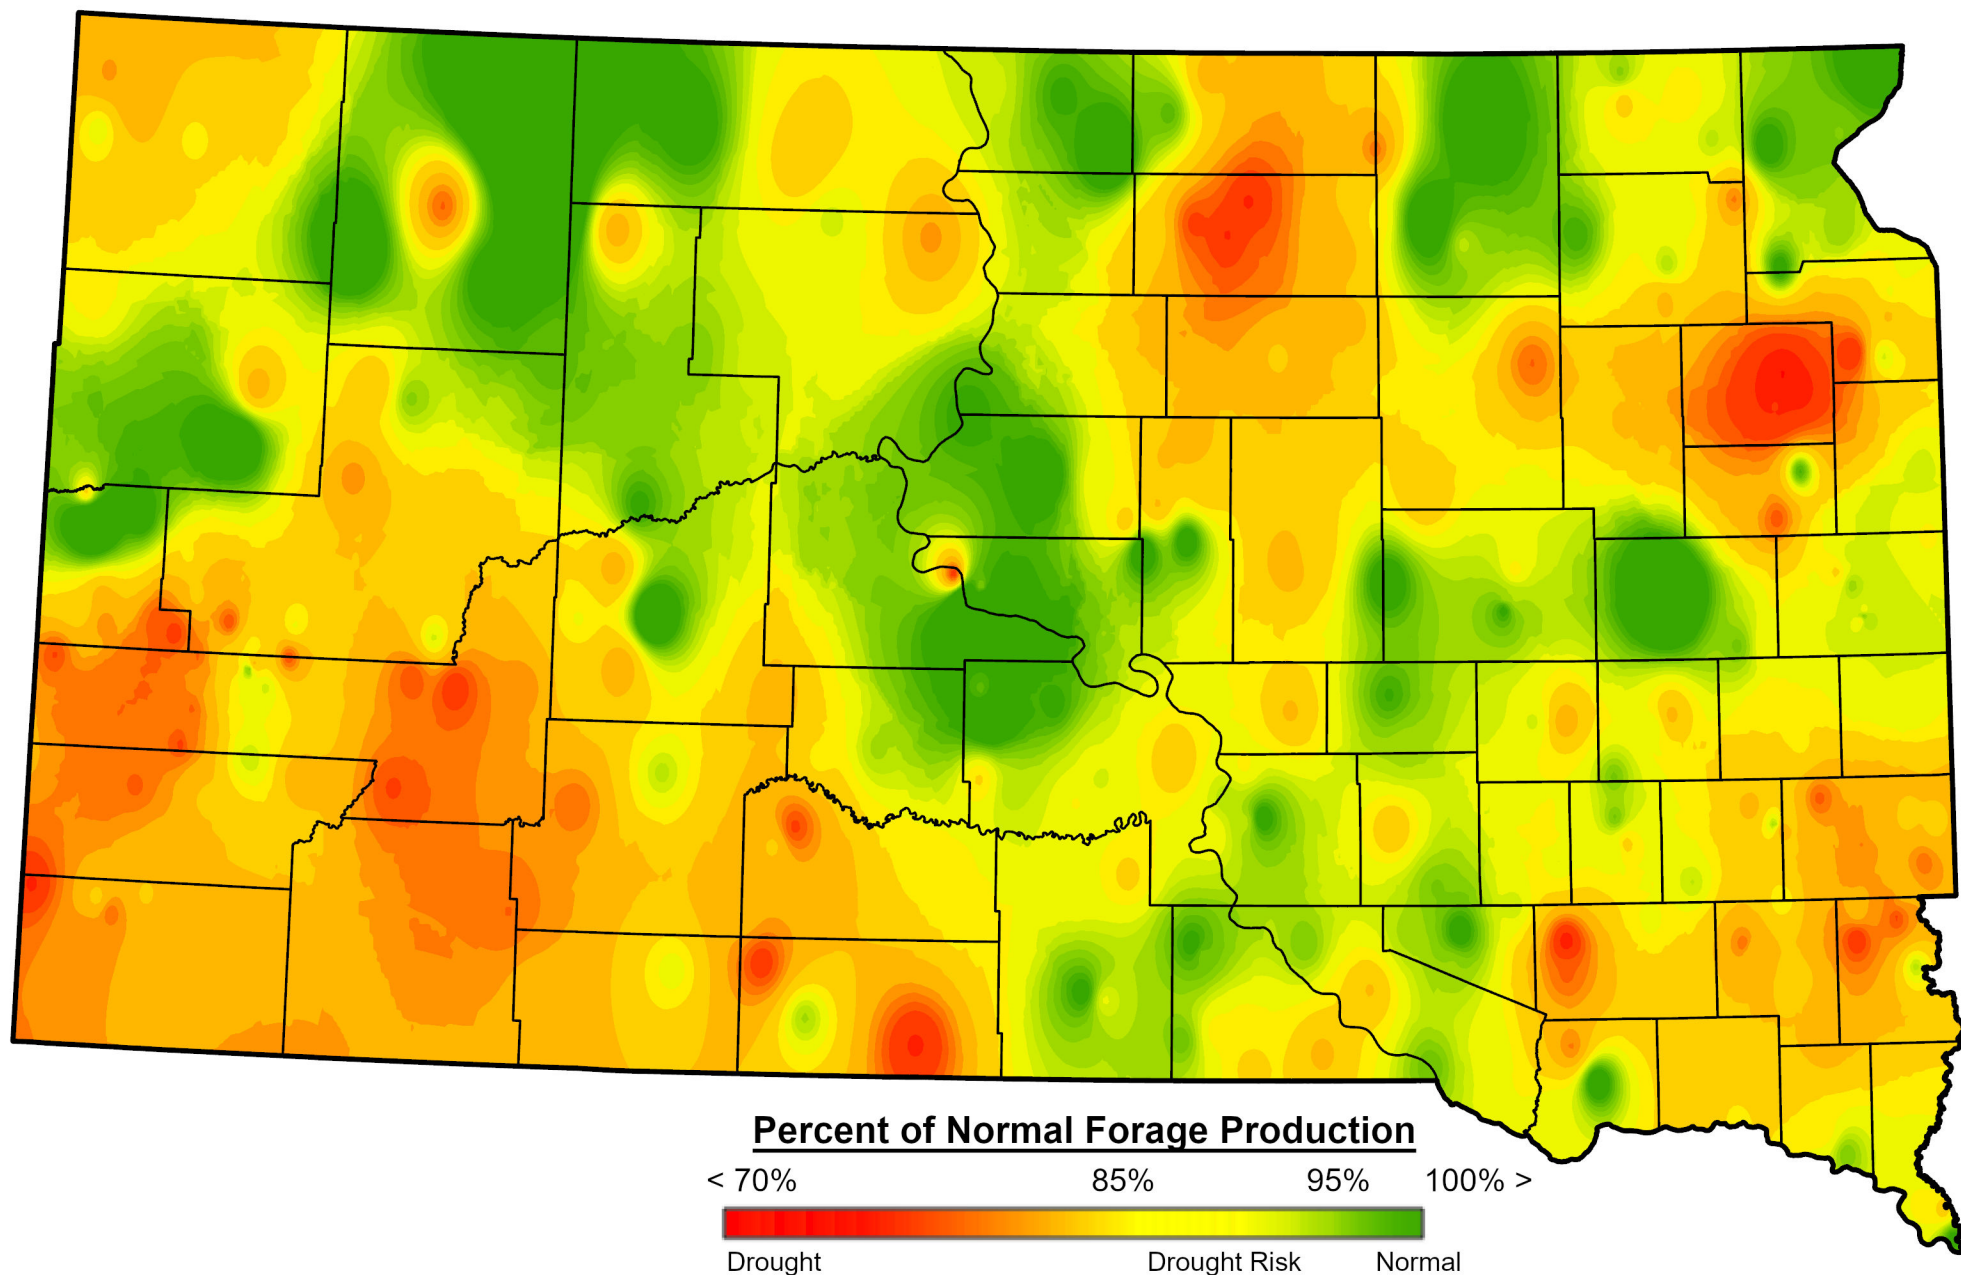 Percent of Normal Forage Production
< 70% 85% 95% 100% >
Drought Drought Risk Normal